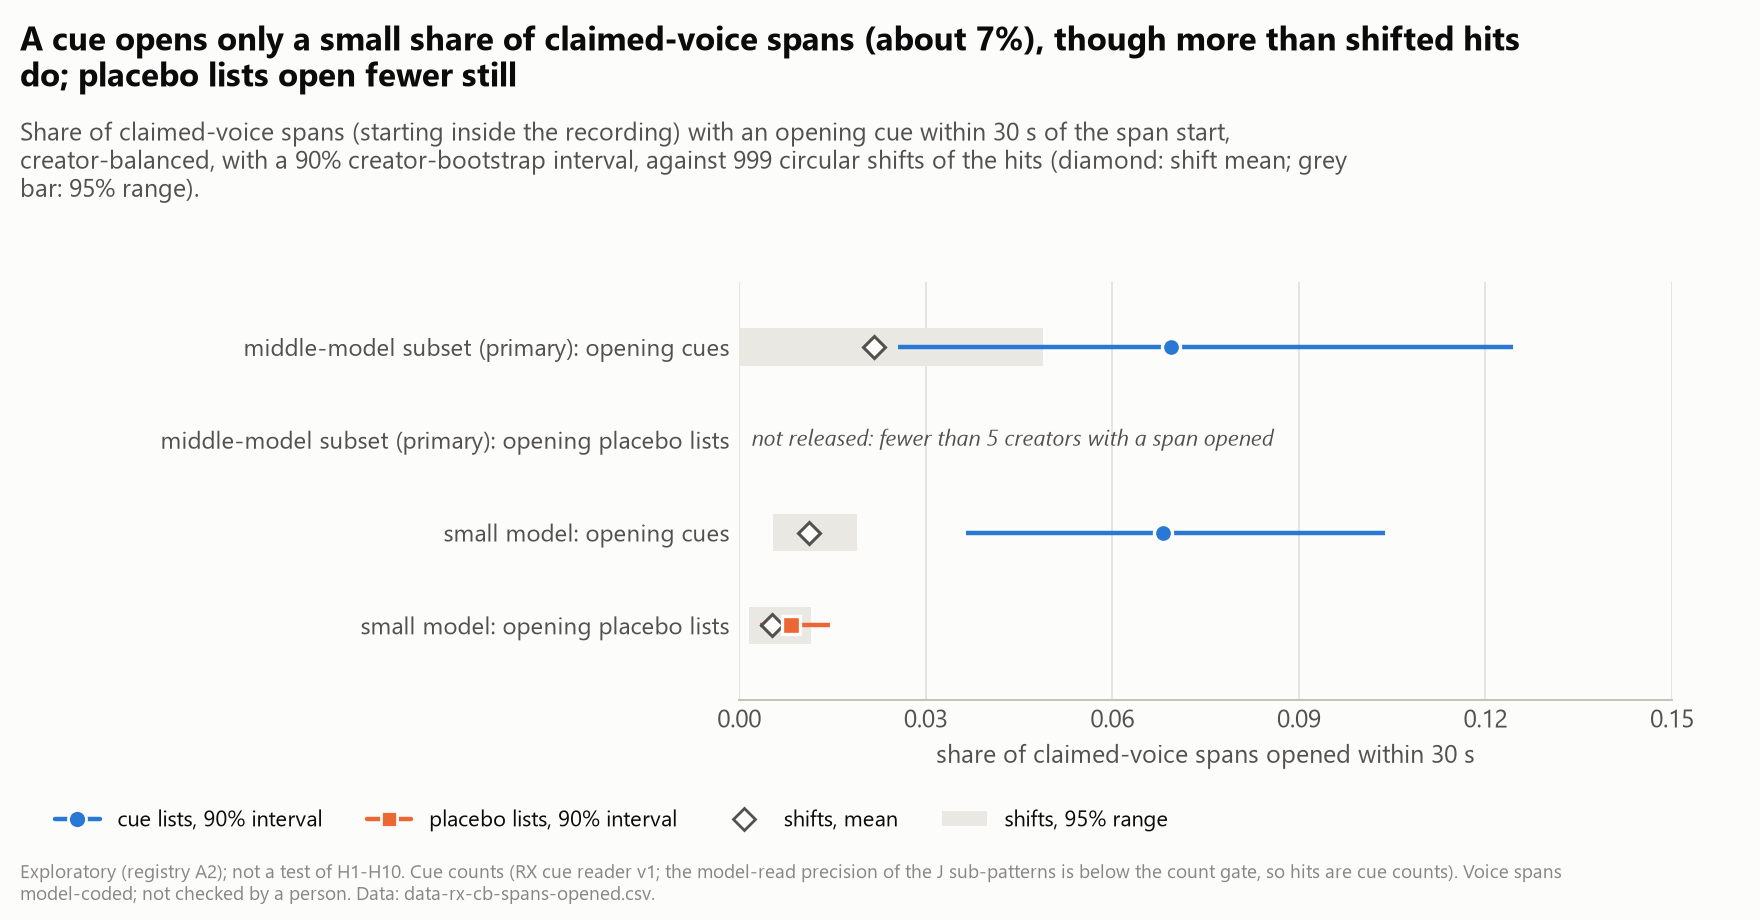 A cue opens only a small share of claimed-voice spans (about 7%), though more than shifted hits
do; placebo lists open fewer still
Share of claimed-voice spans (starting inside the recording) with an opening cue within 30 s of the span start,
creator-balanced, with a 90% creator-bootstrap interval, against 999 circular shifts of the hits (diamond: shift mean; grey
bar: 95% range).
middle-model subset (primary): opening cues
middle-model subset (primary): opening placebo lists
not released: fewer than 5 creators with a span opened
small model: opening cues
small model: opening placebo lists
0.00 0.03 0.06 0.09 0.12 0.15
share of claimed-voice spans opened within 30 s
cue lists, 90% interval placebo lists, 90% interval shifts, mean shifts, 95% range
Exploratory (registry A2); not a test of H1-H10. Cue counts (RX cue reader v1; the model-read precision of the J sub-patterns is below the count gate, so hits are cue counts). Voice spans
model-coded; not checked by a person. Data: data-rx-cb-spans-opened.csv.